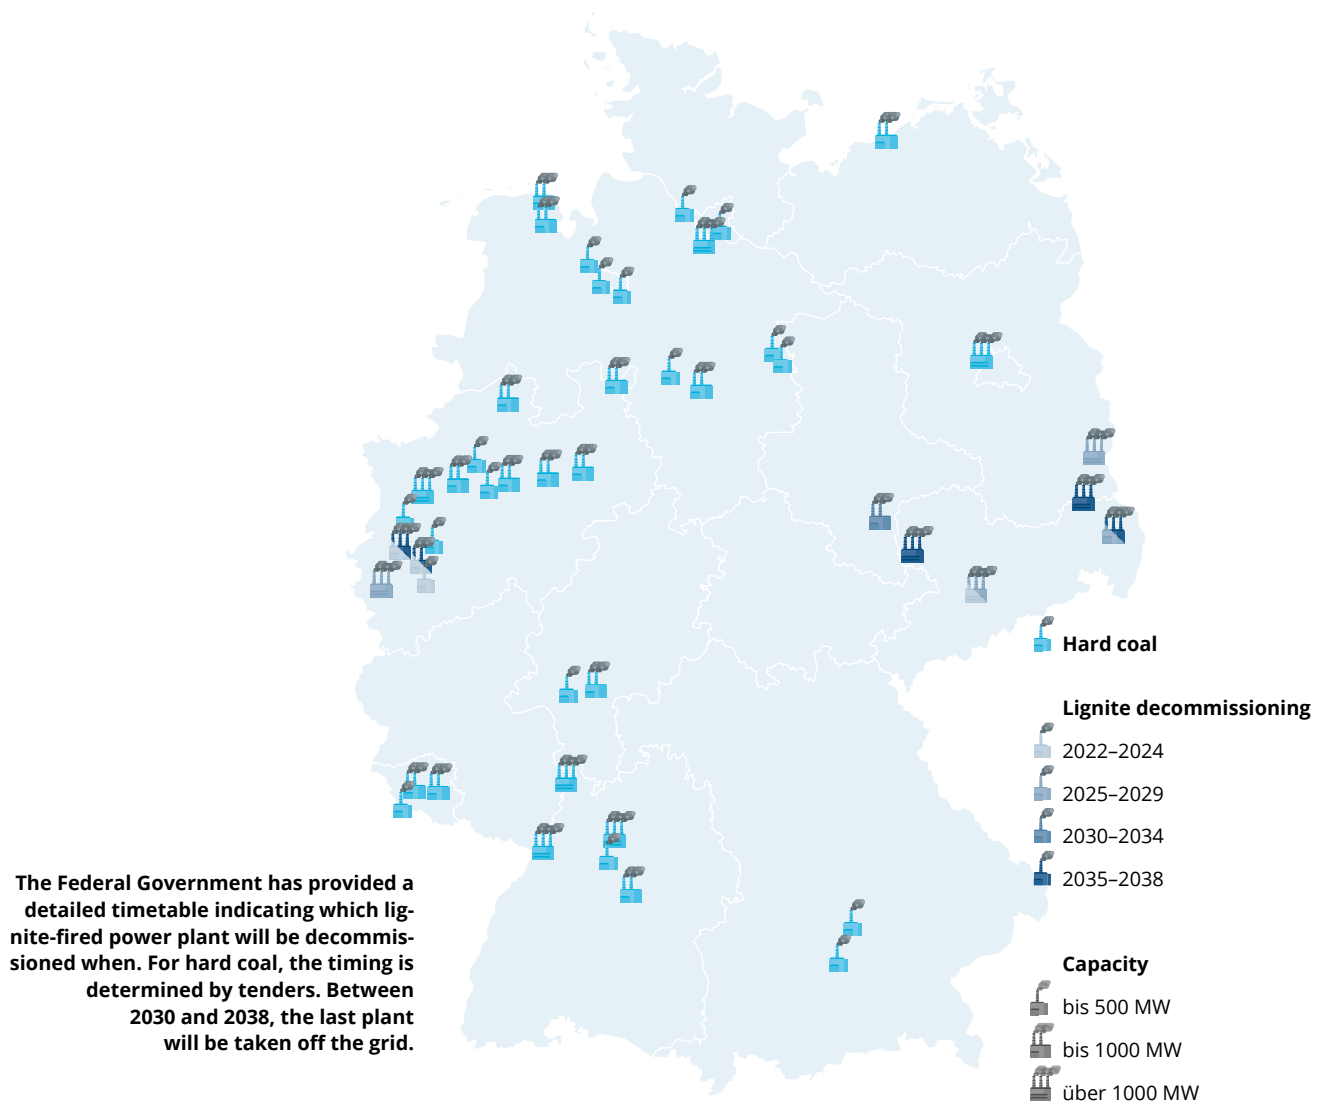 Hard coal
Lignite decommissioning
2022–2024
2025–2029
2030–2034
2035–2038
The Federal Government has provided a
detailed timetable indicating which lig-
nite-fired power plant will be decommis-
sioned when. For hard coal, the timing is
determined by tenders. Between
2030 and 2038, the last plant
will be taken off the grid.
Capacity
bis 500 MW
bis 1000 MW
über 1000 MW